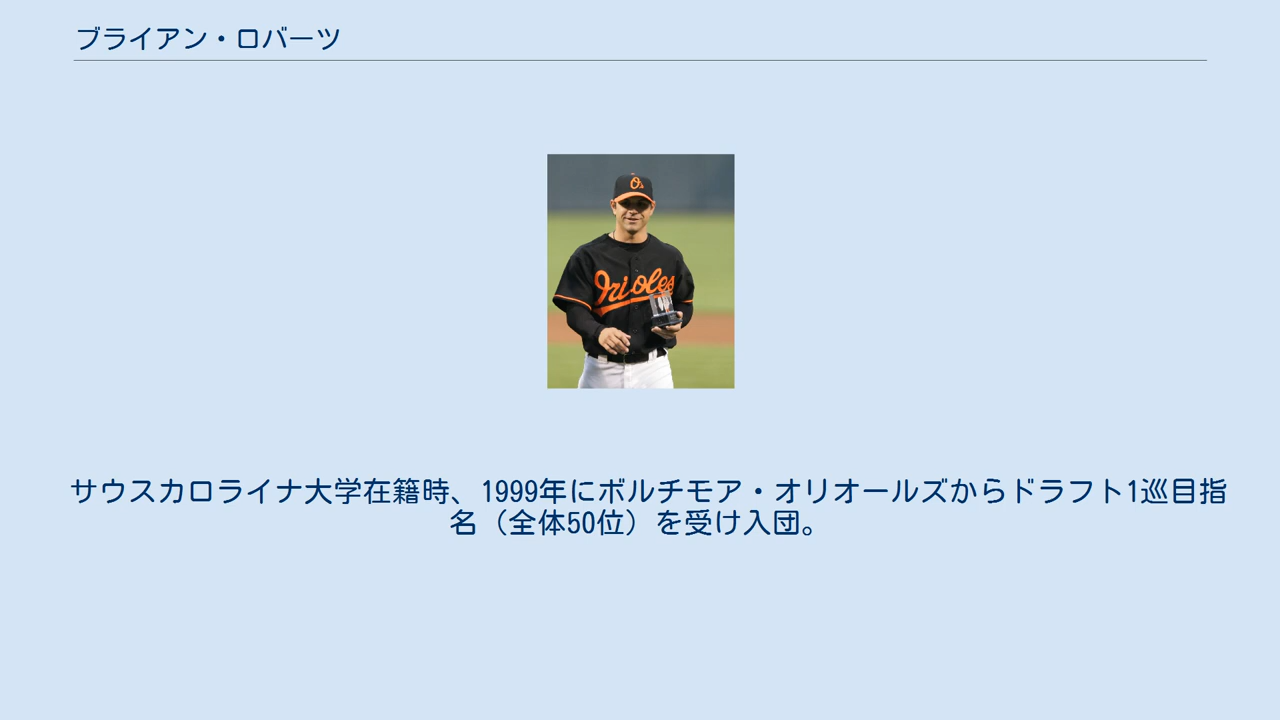 ブライアン・ロバーツ
Orioles
サウスカロライナ大学在籍時、1999年にボルチモア・オリオールズからドラフト1巡目指
名（全体50位）を受け入団。